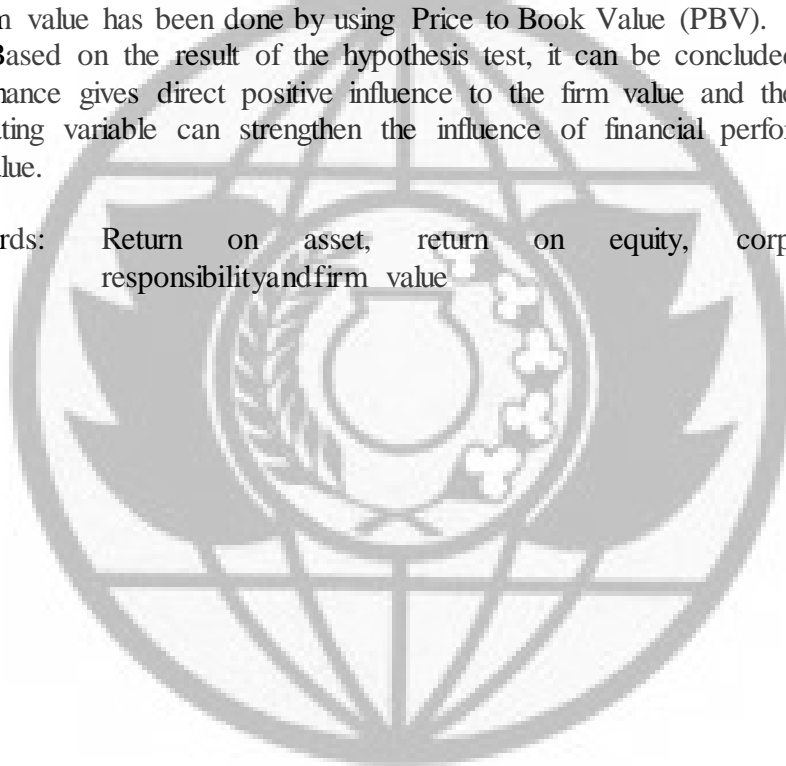 m value has been done by using Price to Book Value (PBV).
Based on the result of the hypothesis test, it can be concluded
nance gives direct positive influence to the firm value and the
ating variable can strengthen the influence of financial perfor
alue.
rds: Return on asset, return on equity, corp
responsibilityandfirm value